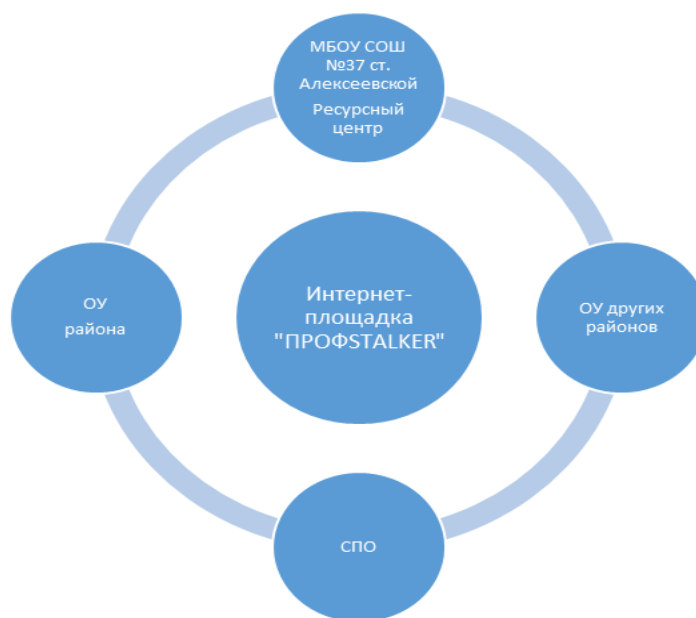 МБОУ СОШ
№37 ст.
Алексеевской
Ресурсный
центр
ОУ
района
Интернет-
площадка
"ПРОФSTALKER"
ОУ других
районов
СПО